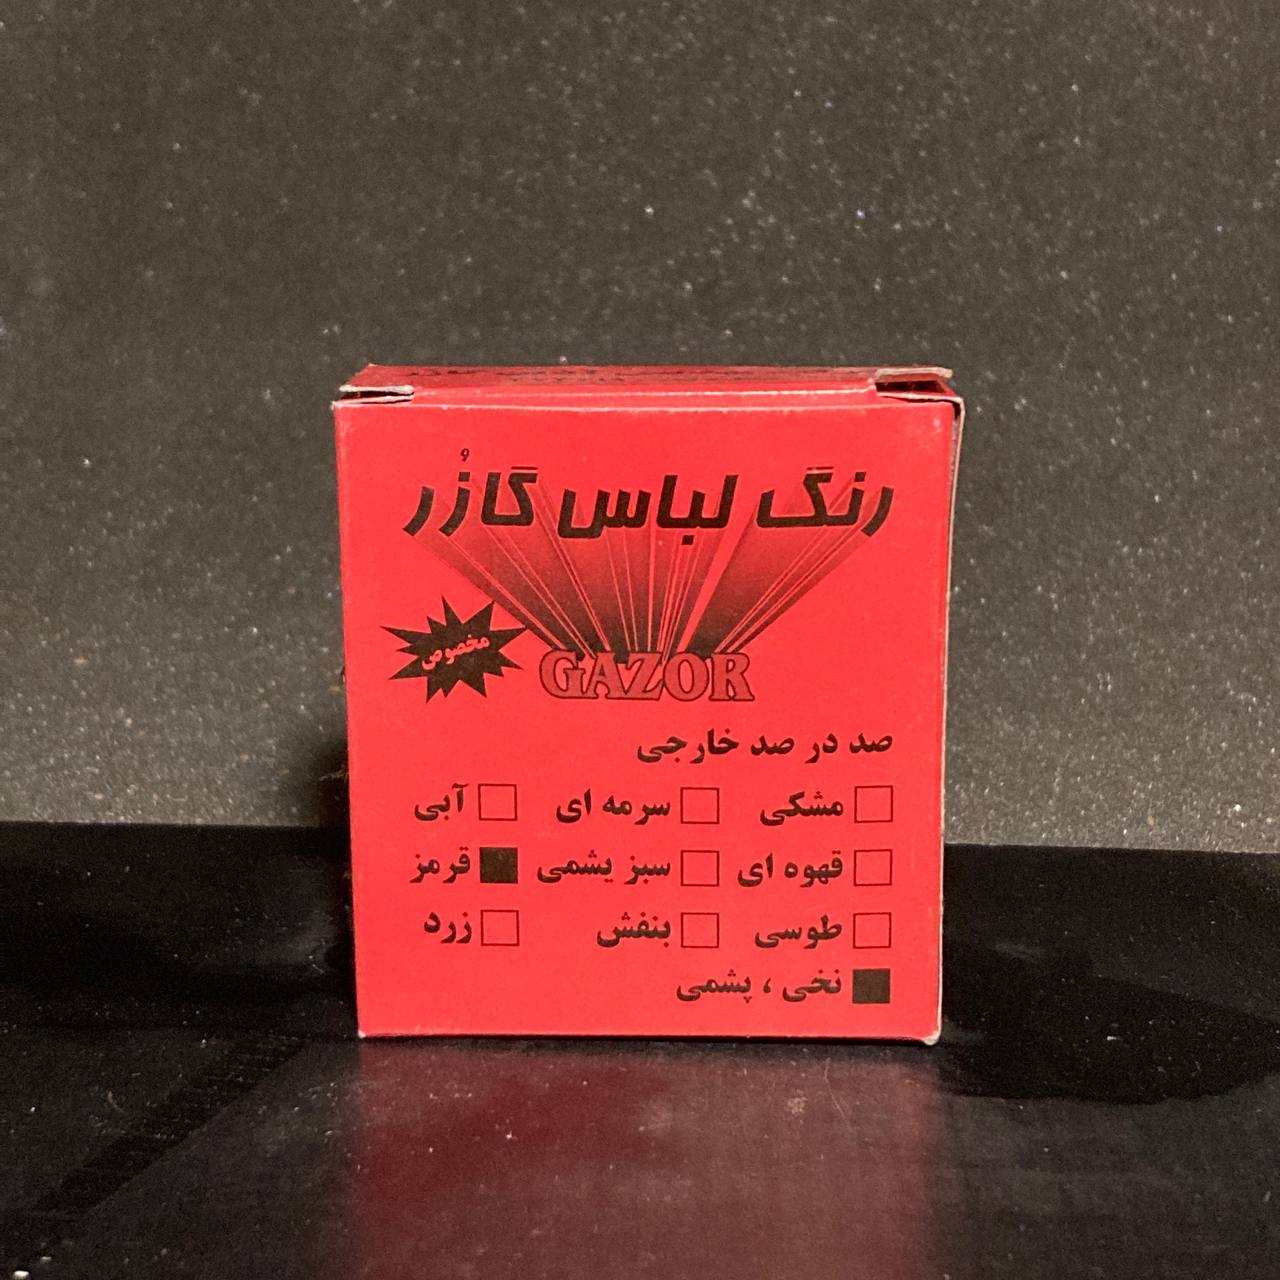 رنگ لباس گازُر
مخصوص
GAZOR
صد در صد خارجی
مشکی سرمه ای آبی
قهوه ای سبز یشمی قرمز
طوسی بنفش زرد
نخی ، پشمی